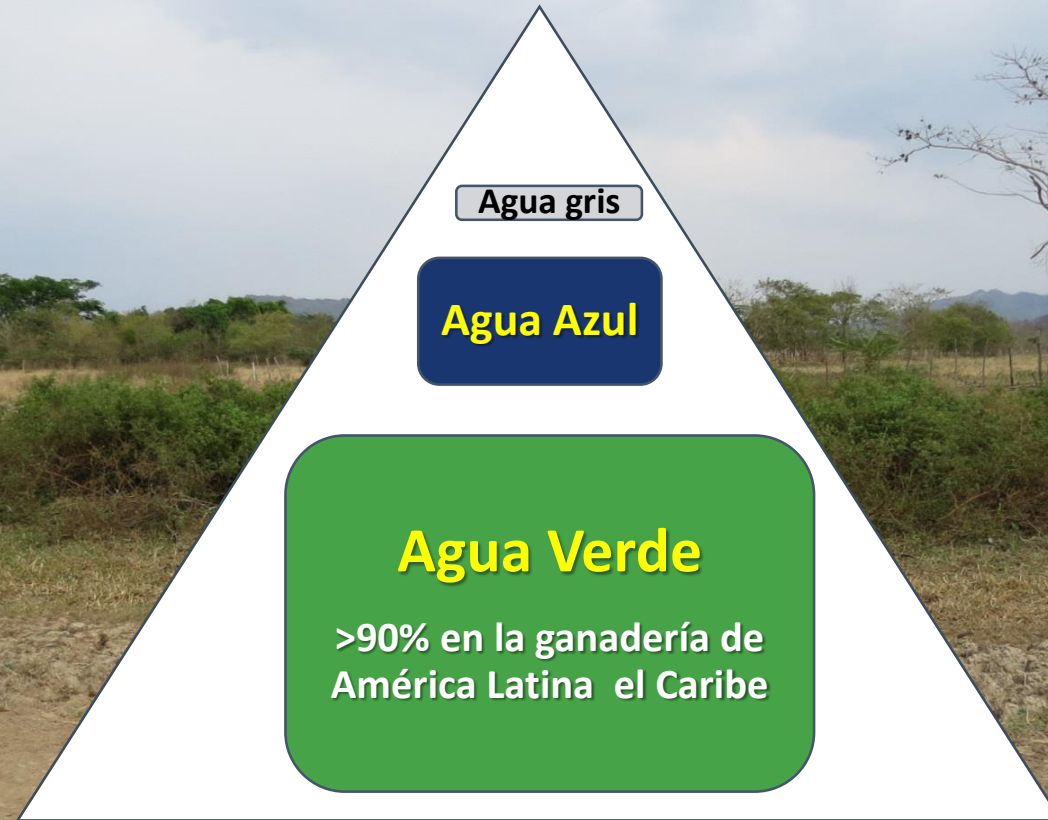 Agua gris
Agua Azul
Agua Verde
>90% en la ganadería de
América Latina  el Caribe